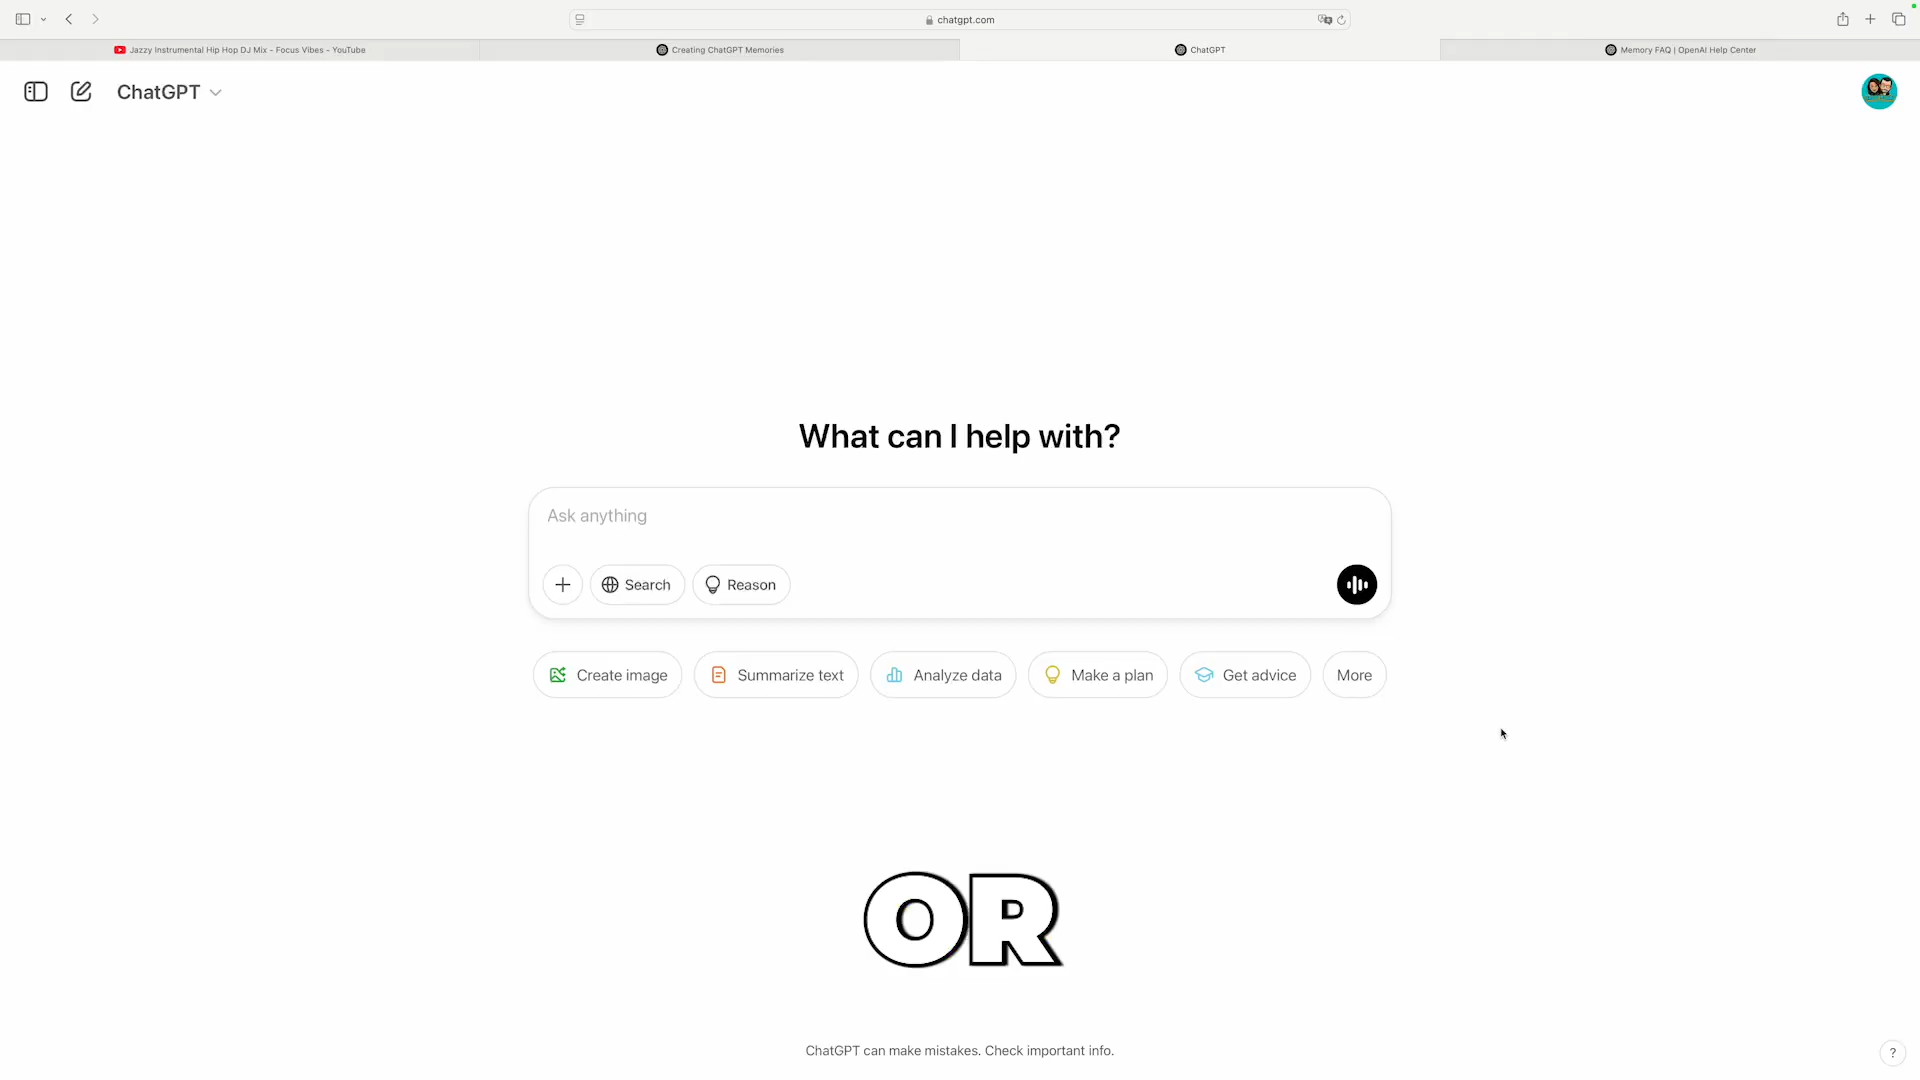 chatgpt.com
Jazzy Instrumental Hip Hop DJ Mix - Focus Vibes - YouTube
Creating ChatGPT Memories
ChatGPT
Memory FAQ | OpenAI Help Center
ChatGPT
What can I help with?
Ask anything
Search
Reason
Create image
Summarize text
Analyze data
Make a plan
Get advice
More
OR
ChatGPT can make mistakes. Check important info.
?